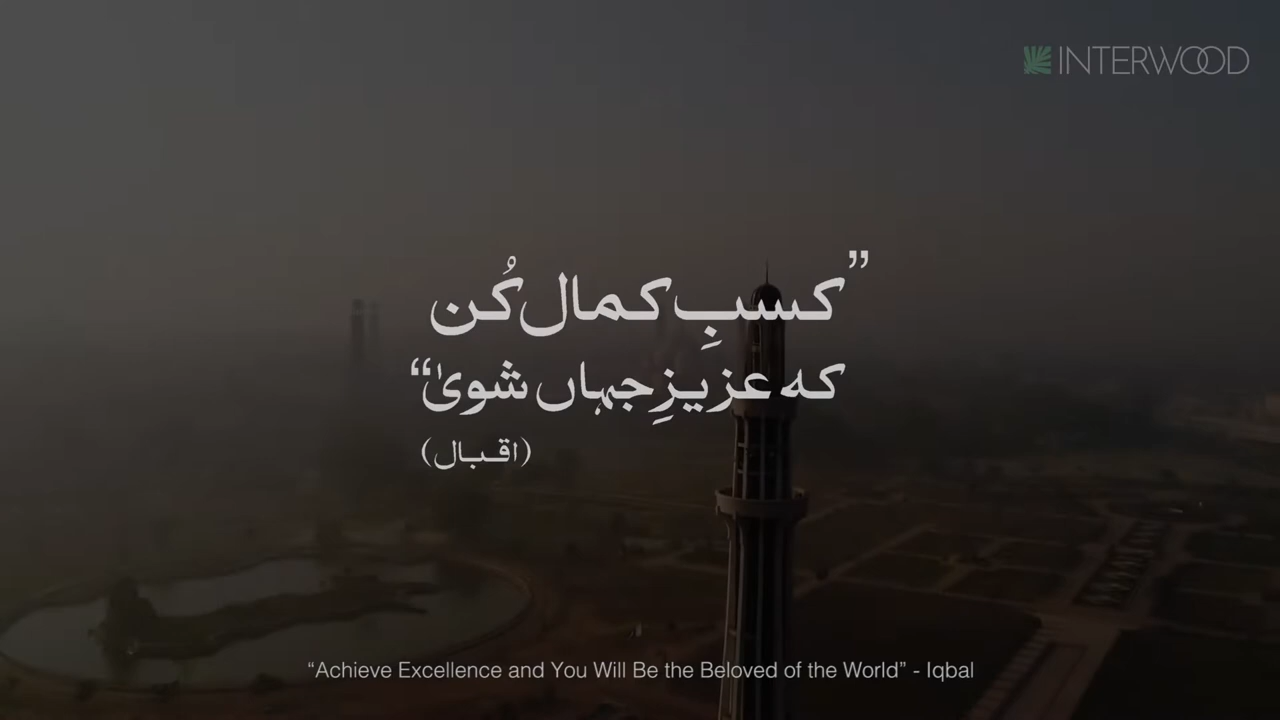 INTERWOOD
”کسبِ کمال کُن
که عزیزِ جہاں شویٰ“
(اقبال)
“Achieve Excellence and You Will Be the Beloved of the World” - Iqbal